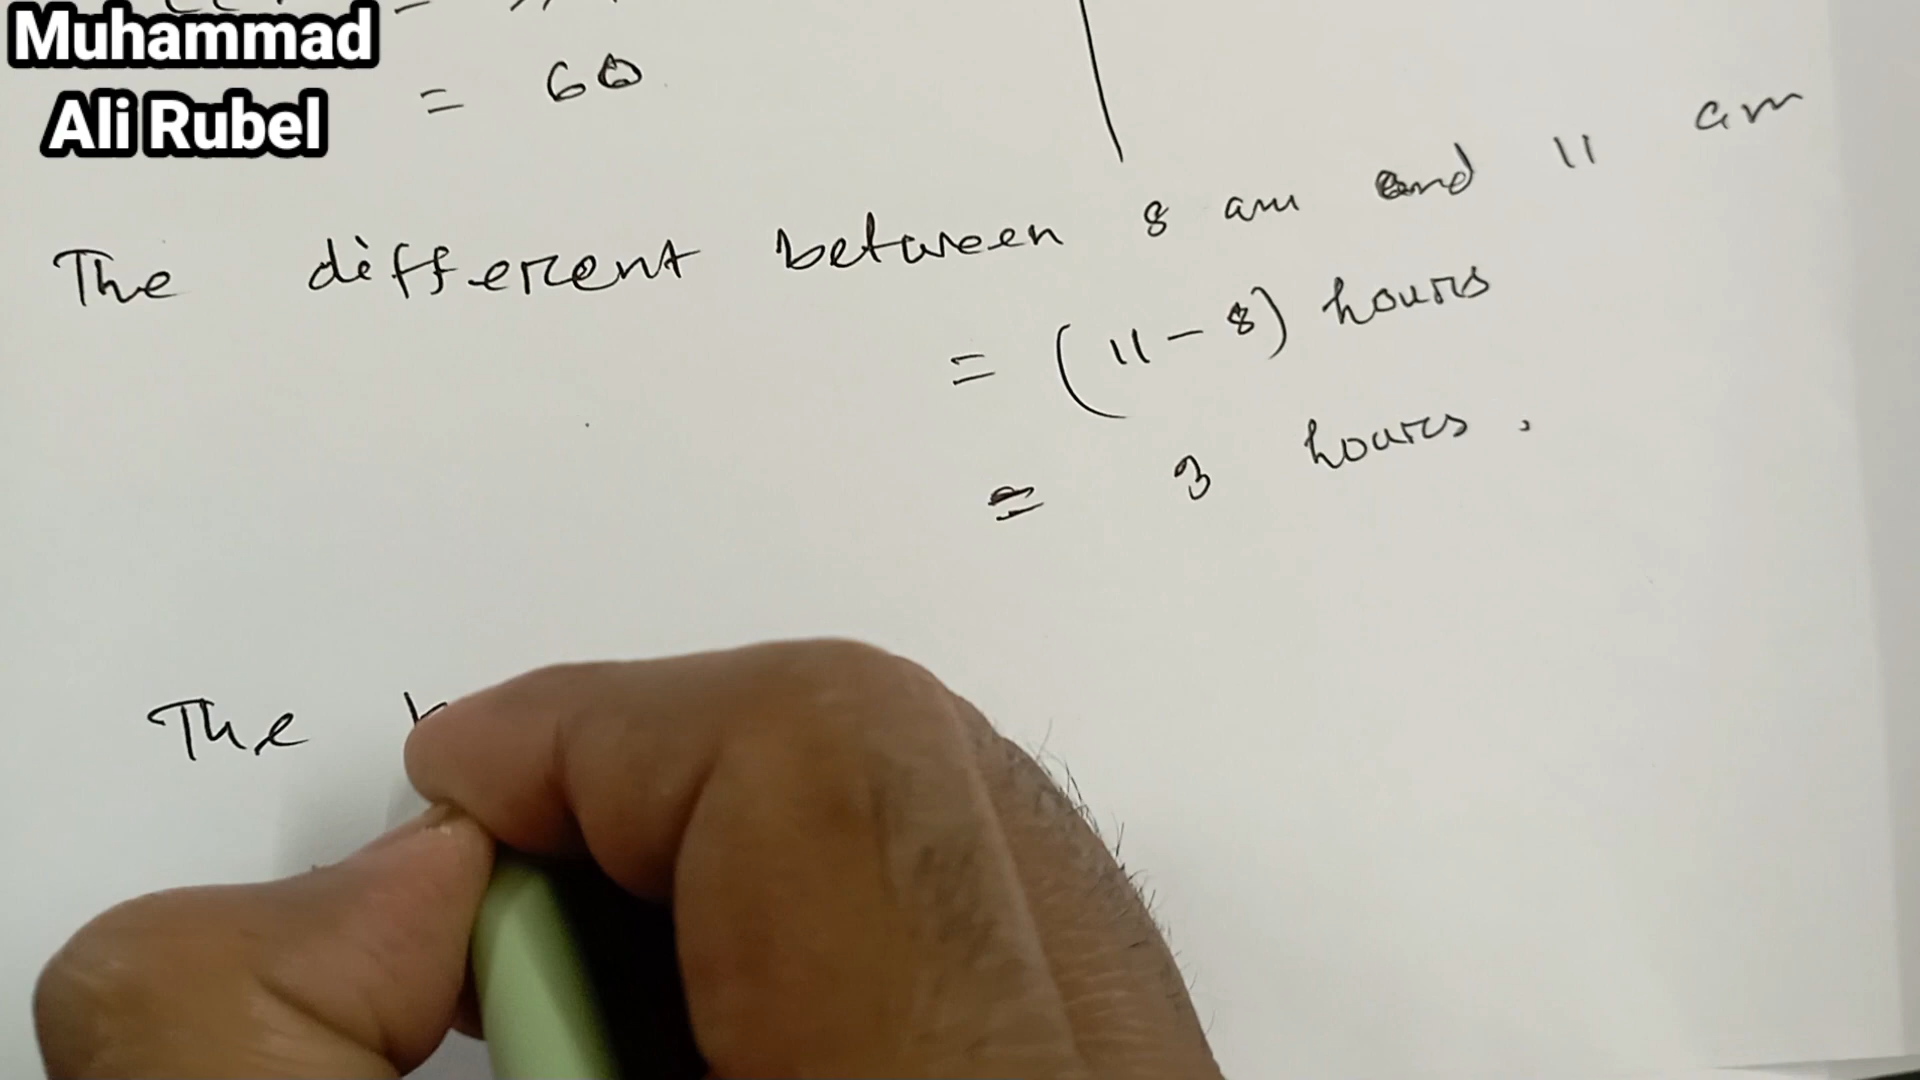 Muhammad
Ali Rubel
= 60
The different between 8 am and 11 am
= (11-8) hours
= 3 hours.
The